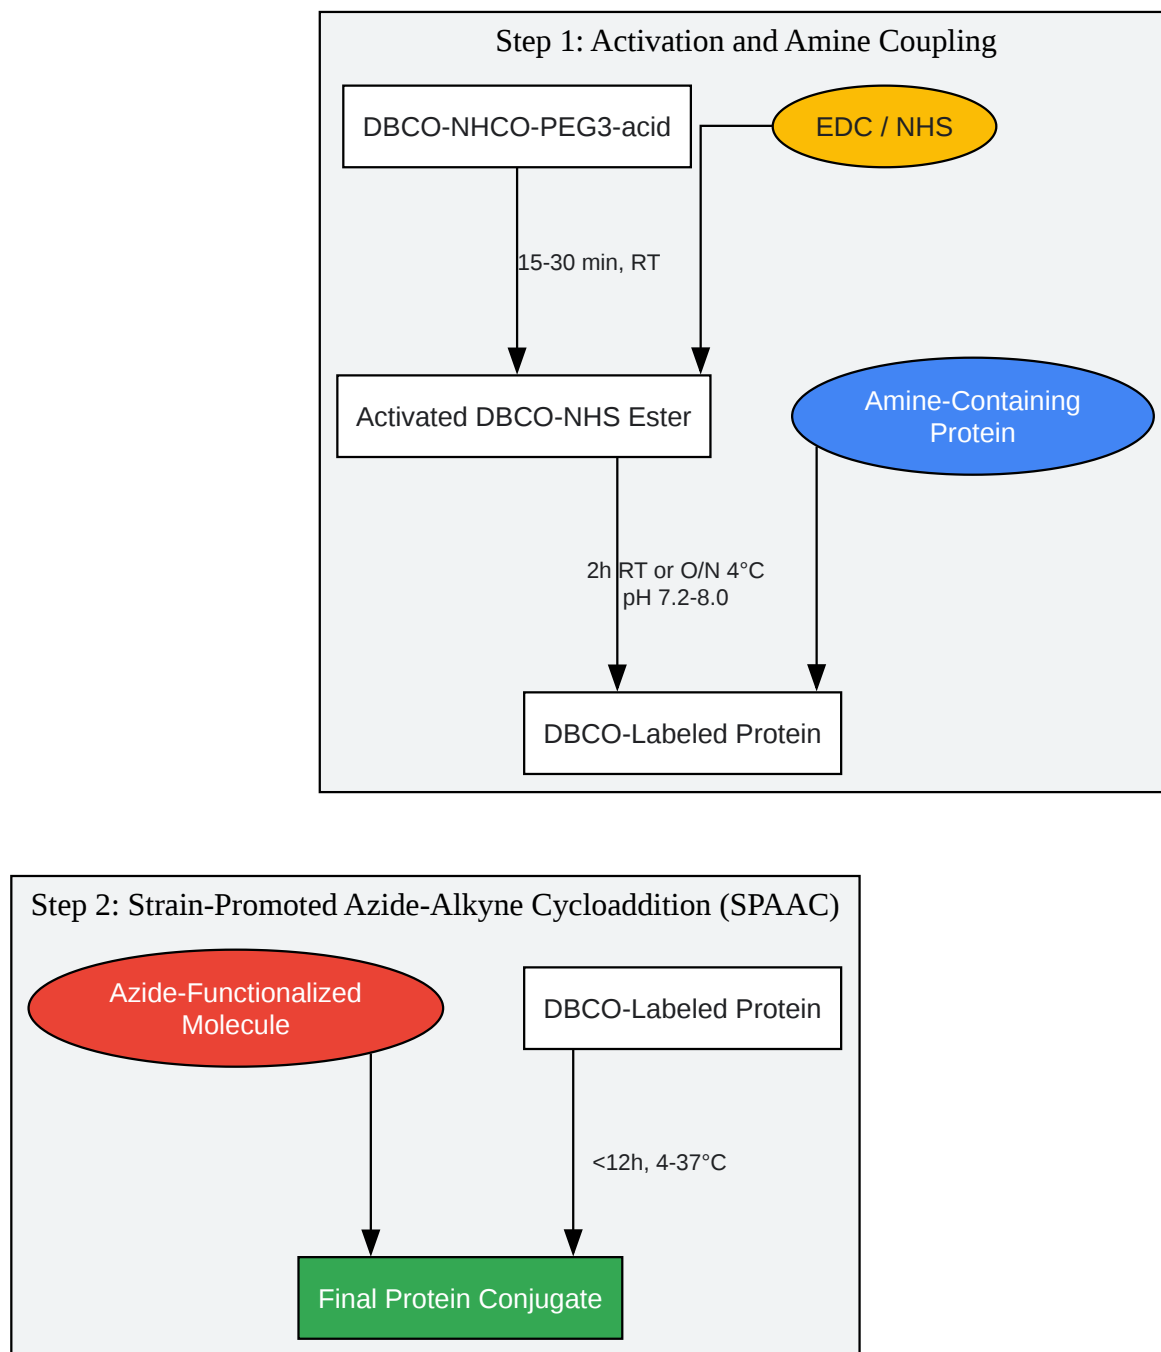 Step 1: Activation and Amine Coupling
DBCO-NHCO-PEG3-acid
EDC / NHS
15-30 min, RT
Activated DBCO-NHS Ester
Amine-Containing
Protein
2h RT or O/N 4°C
pH 7.2-8.0
DBCO-Labeled Protein
Step 2: Strain-Promoted Azide-Alkyne Cycloaddition (SPAAC)
Azide-Functionalized
Molecule
DBCO-Labeled Protein
<12h, 4-37°C
Final Protein Conjugate